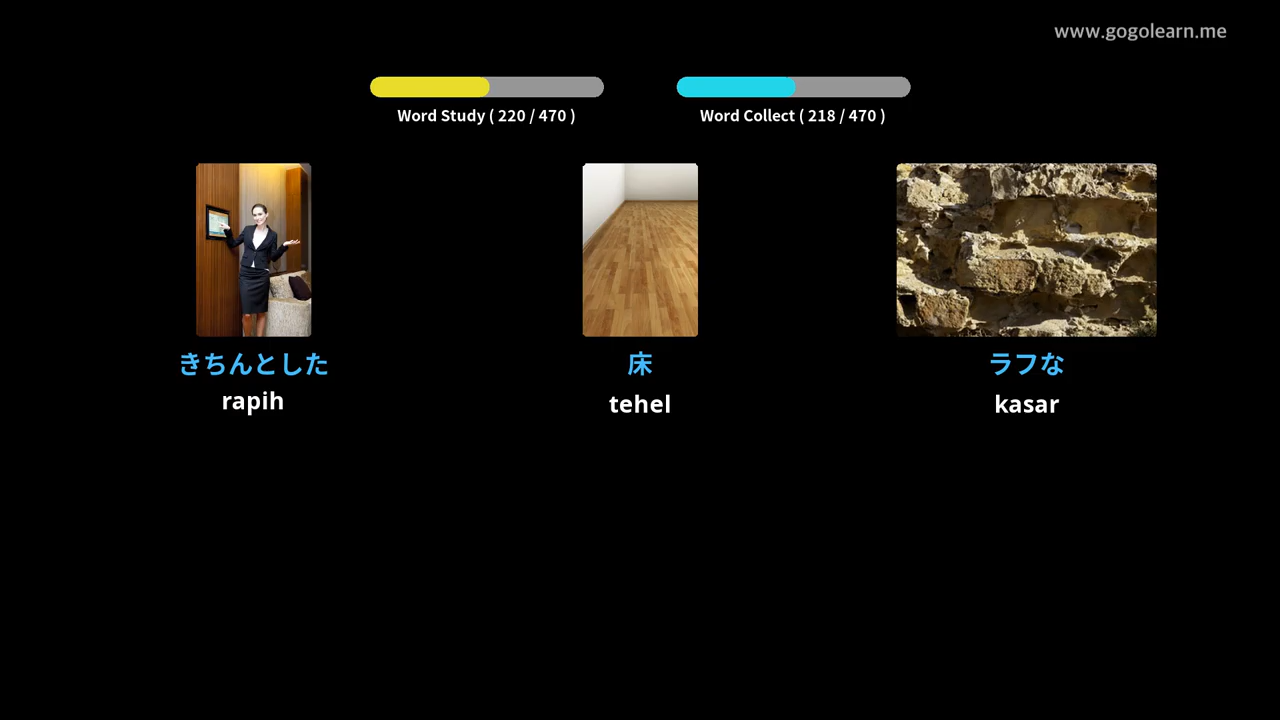 www.gogolearn.me
Word Study ( 220 / 470 )
Word Collect ( 218 / 470 )
きちんとした
rapih
床
tehel
ラフな
kasar